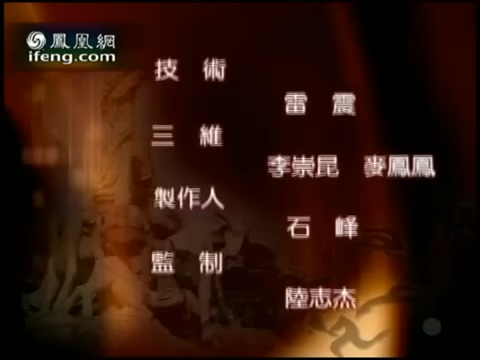 鳳凰網
ifeng.com
技 術
雷 震
三 維
李崇昆 麥鳳鳳
製作人
石 峰
監 制
陸志杰